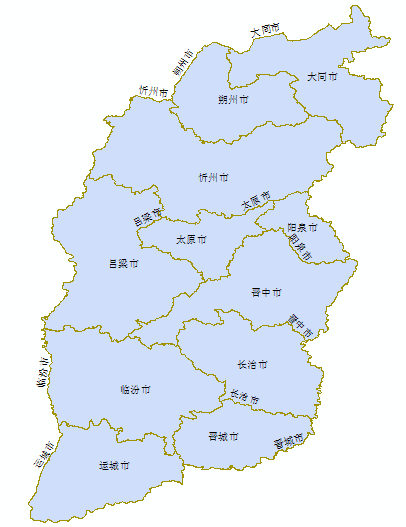 大同市
朔州市
大同市
忻州市
朔州市
忻州市
太原市
吕梁市
阳泉市
太原市
阳泉市
吕梁市
晋中市
晋中市
长治市
临汾市
临汾市
长治市
晋城市
晋城市
运城市
运城市